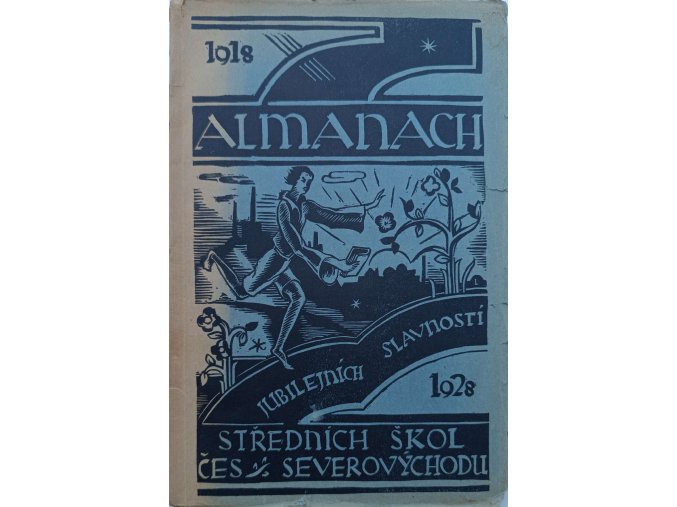 1918
ALMANACH
JUBILEJNÍCH SLAVNOSTÍ
1928
STŘEDNÍCH ŠKOL
ČES. SEVEROVÝCHODU